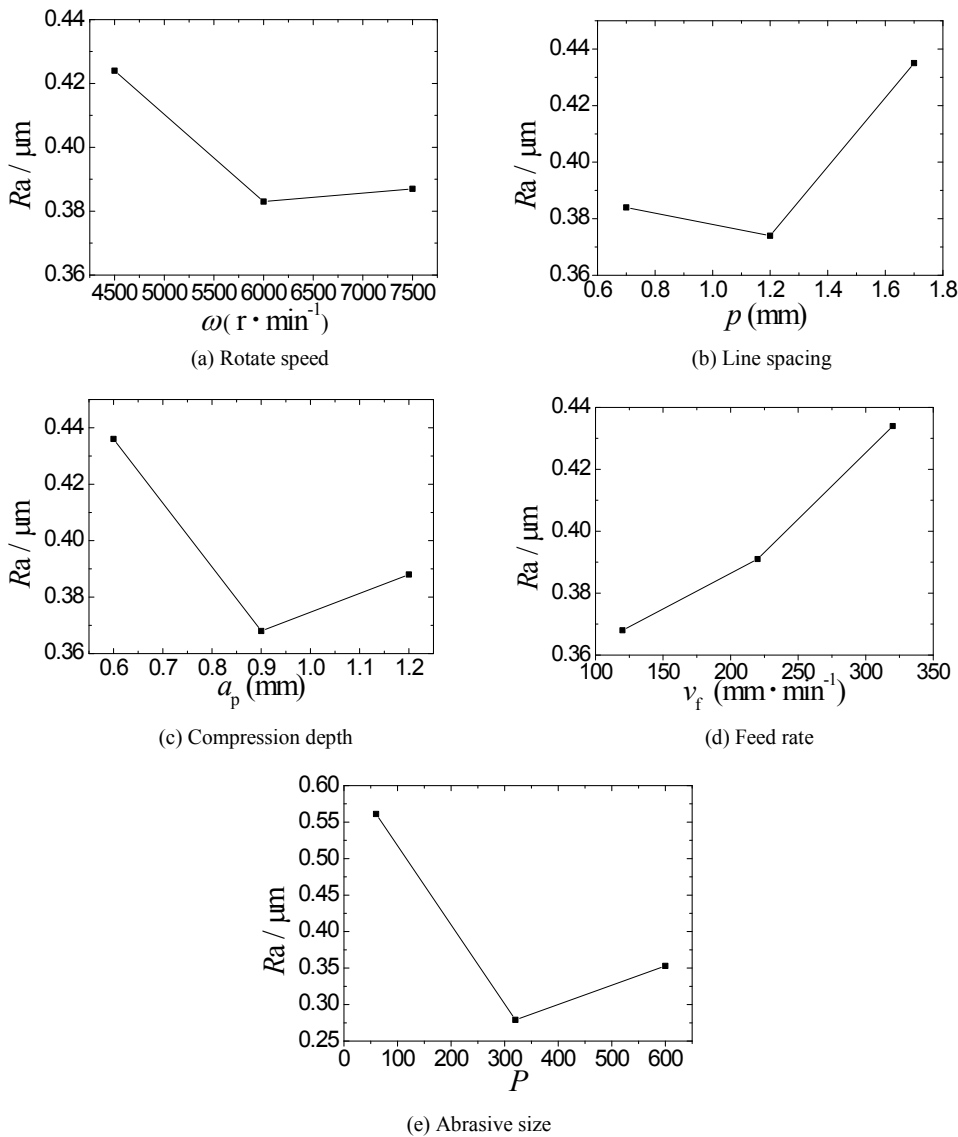 0.44
0.42
0.40
0.38
0.36
Ra / μm
4500 5000 5500 6000 6500 7000 7500
ω( r · min-1)
(a) Rotate speed
0.44
0.42
0.40
0.38
0.36
Ra / μm
0.6 0.8 1.0 1.2 1.4 1.6 1.8
p (mm)
(b) Line spacing
0.44
0.42
0.40
0.38
0.36
Ra / μm
0.6 0.7 0.8 0.9 1.0 1.1 1.2
ap (mm)
(c) Compression depth
0.44
0.42
0.40
0.38
0.36
Ra / μm
100 150 200 250 300 350
vf (mm · min-1)
(d) Feed rate
0.60
0.55
0.50
0.45
0.40
0.35
0.30
0.25
Ra / μm
0 100 200 300 400 500 600
P
(e) Abrasive size